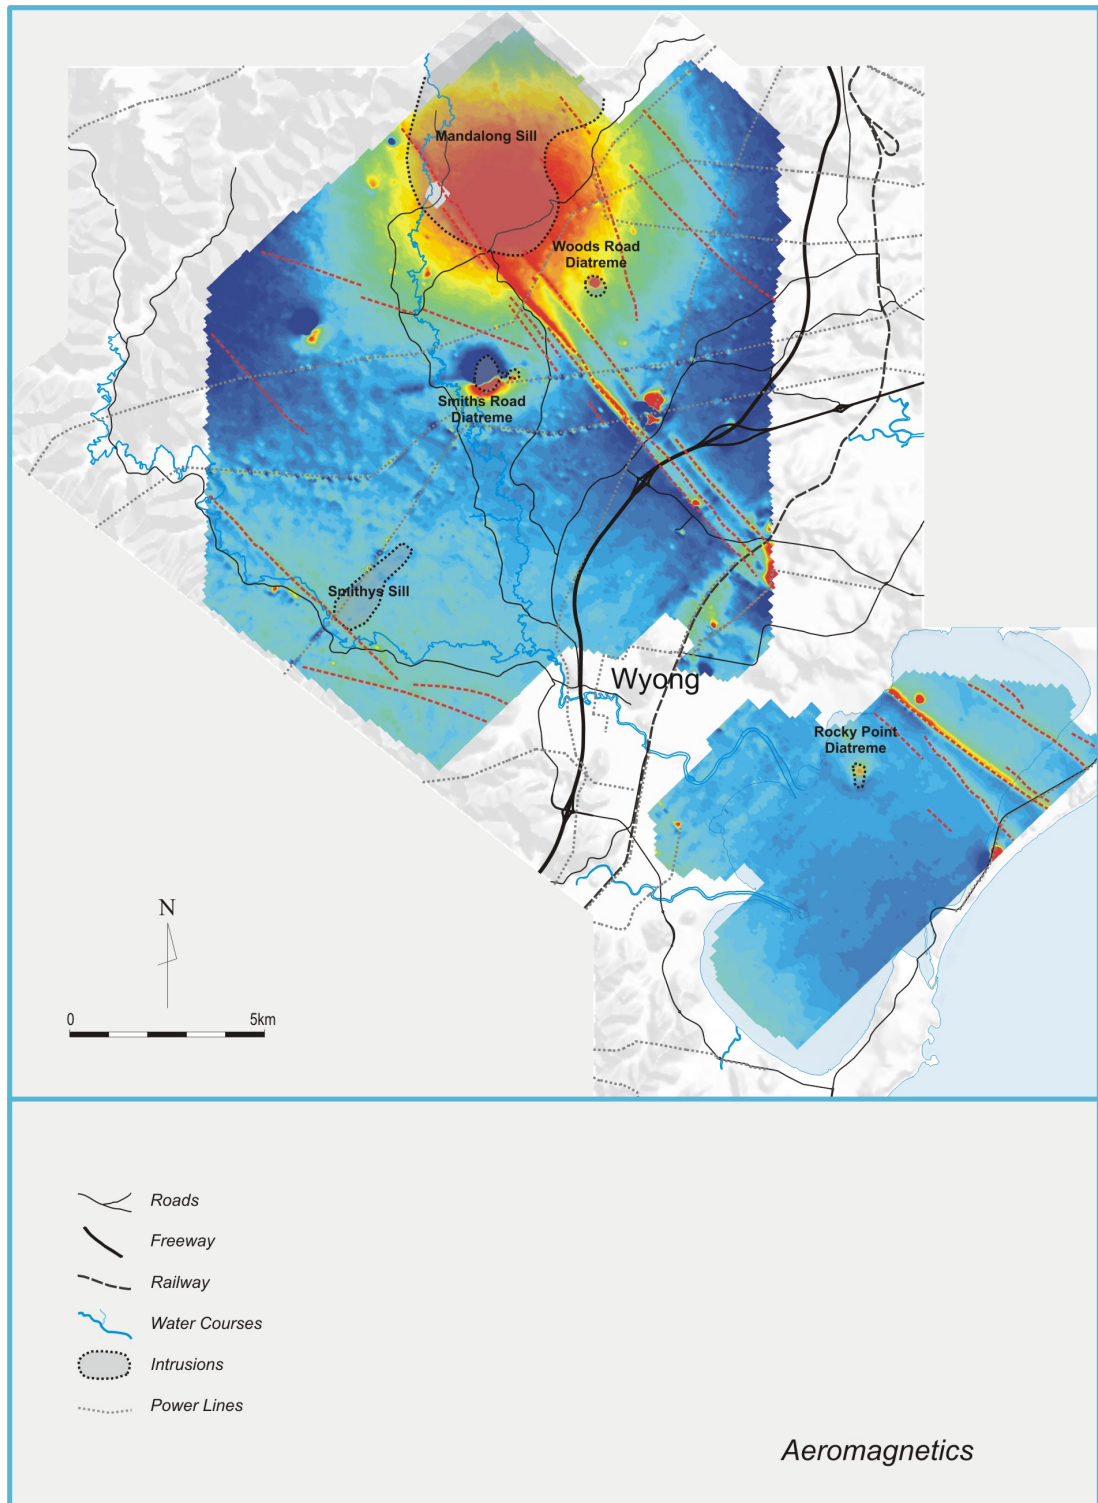 Mandalong Sill
Woods Road
Diatreme
Smiths Road
Diatreme
Smithys Sill
Wyong
Rocky Point
Diatreme
N
0 5km
Roads
Freeway
Railway
Water Courses
Intrusions
Power Lines
Aeromagnetics